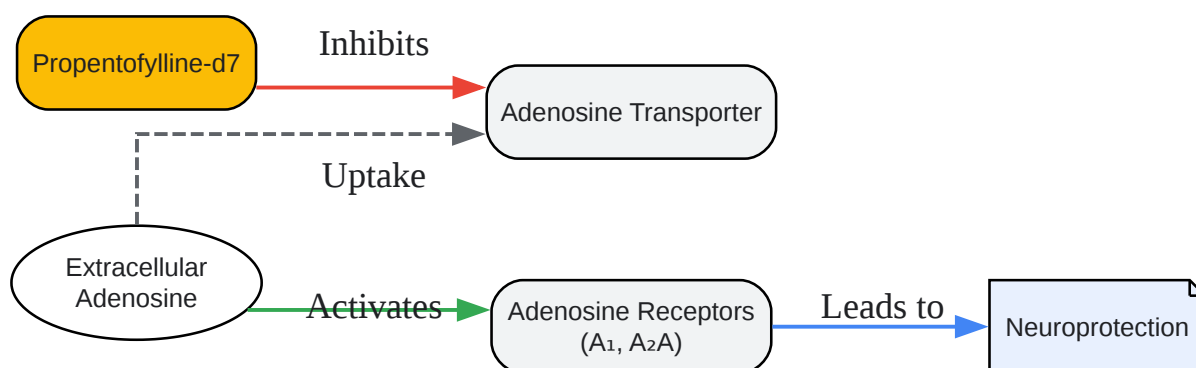 Propentofylline-d7
Inhibits
Adenosine Transporter
Uptake
Extracellular
Adenosine
Activates
Adenosine Receptors
(A₁, A₂A)
Leads to
Neuroprotection